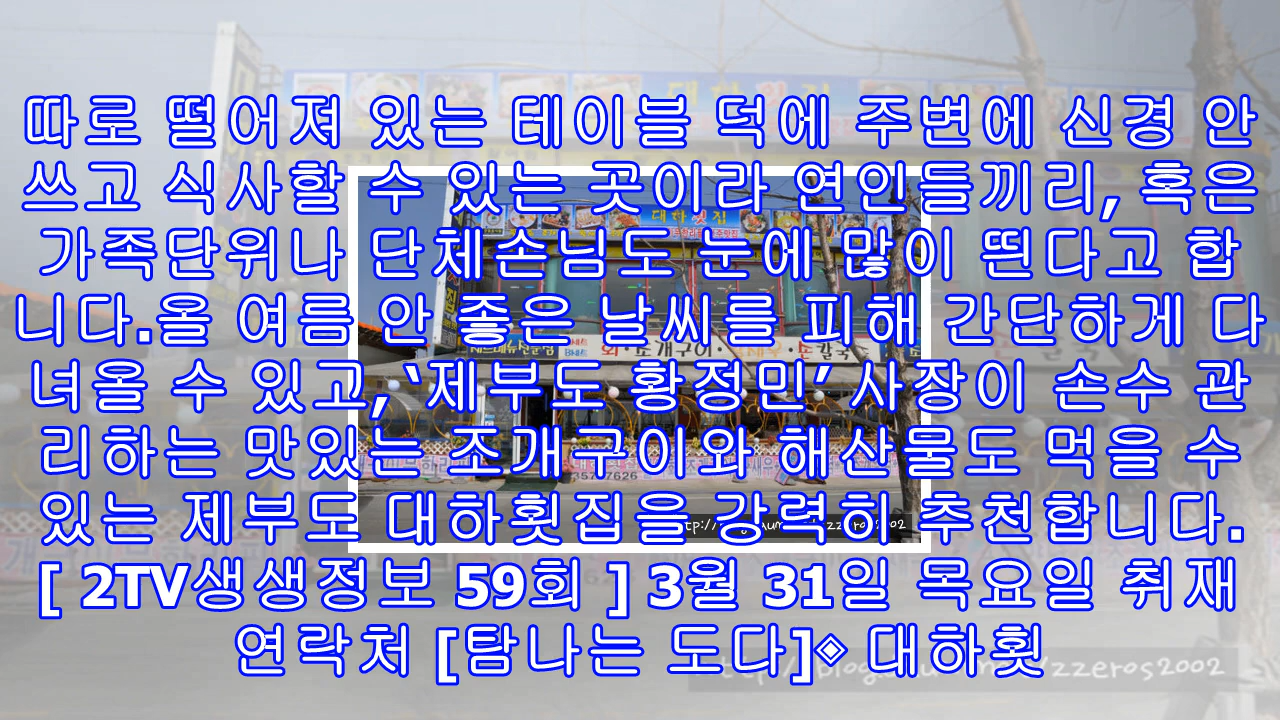 따로 떨어져 있는 테이블 덕에 주변에 신경 안
쓰고 식사할 수 있는 곳이라 연인들끼리, 혹은
가족단위나 단체손님도 눈에 많이 띈다고 합
니다.올 여름 안 좋은 날씨를 피해 간단하게 다
녀올 수 있고, ‘제부도 황정민’ 사장이 손수 관
리하는 맛있는 조개구이와 해산물도 먹을 수
있는 제부도 대하횟집을 강력히 추천합니다.
[ 2TV생생정보 59회 ] 3월 31일 목요일 취재
연락처 [탐나는 도다]◈ 대하횟
대하횟집